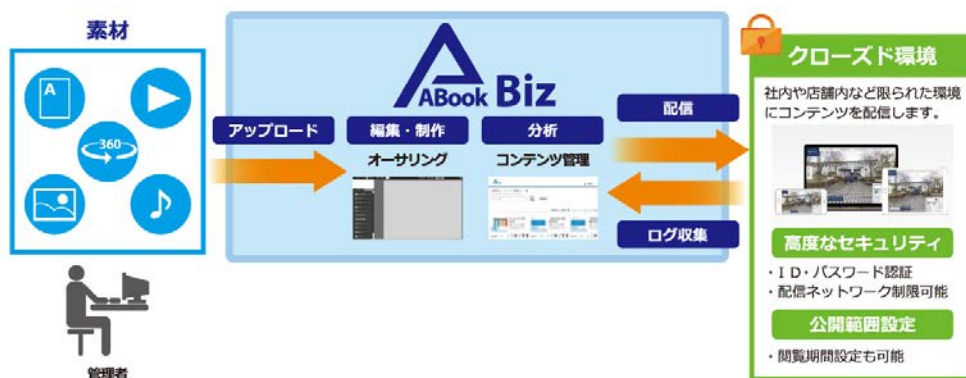 素材
A
360
管理者
アップロード
ABook Biz
編集・制作
オーサリング
分析
コンテンツ管理
配信
ログ収集
クローズド環境
社内や店舗内など限られた環境
にコンテンツを配信します。
高度なセキュリティ
・ID・パスワード認証
・配信ネットワーク制限可能
公開範囲設定
・閲覧期間設定も可能